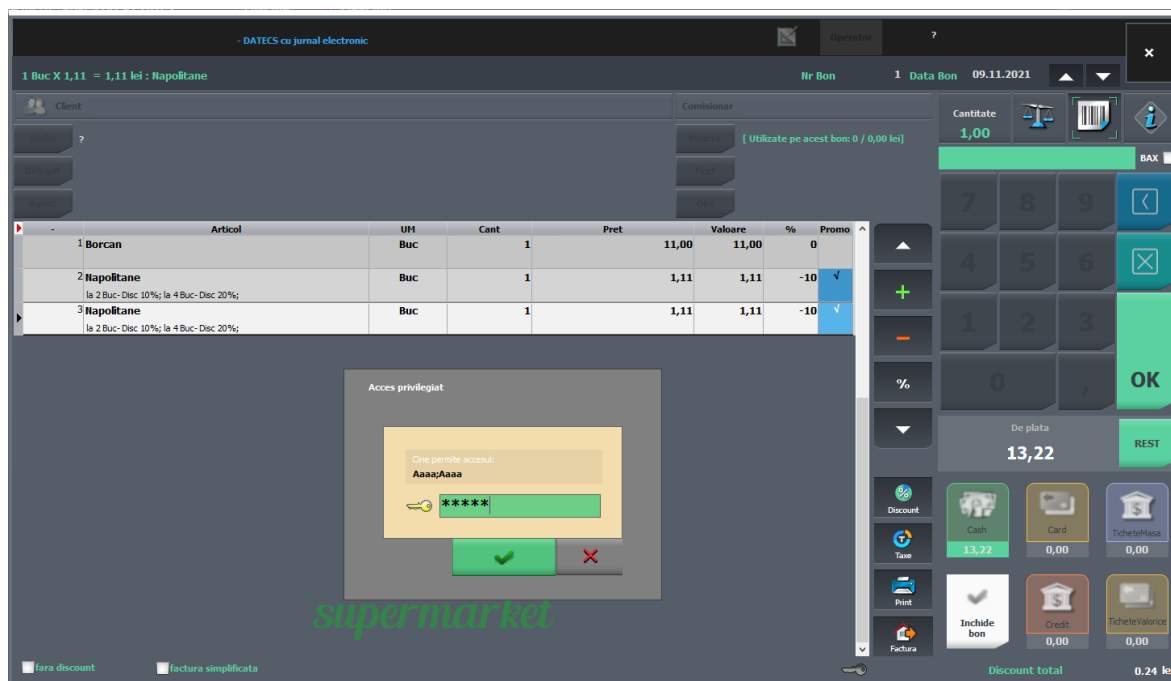 - DATECS cu jurnal electronic
Operator
?
×
1 Buc X 1,11 = 1,11 lei : Napolitane
Nr Bon
1
Data Bon
09.11.2021
Client
Comisionar
Cantitate
1,00
?
Puncte
[ Utilizate pe acest bon: 0 / 0,00 lei]
BAX
Delegat
Text
Agent
Obs
7 8 9
4 5 6
1 2 3
0 ,
OK
- Articol UM Cant Pret Valoare % Promo
1 Borcan Buc 1 11,00 11,00 0
2 Napolitane Buc 1 1,11 1,11 -10 √
la 2 Buc- Disc 10%; la 4 Buc- Disc 20%;
3 Napolitane Buc 1 1,11 1,11 -10 √
la 2 Buc- Disc 10%; la 4 Buc- Disc 20%;
+
−
%
Acces privilegiat
Cine permite accesul:
Aaaa;Aaaa
*****
supermarket
De plata
13,22
REST
Discount
Taxe
Print
Factura
Cash
13,22
Card
0,00
TicheteMasa
0,00
Inchide
bon
Credit
0,00
TicheteValorice
0,00
fara discount
factura simplificata
Discount total
0.24 le